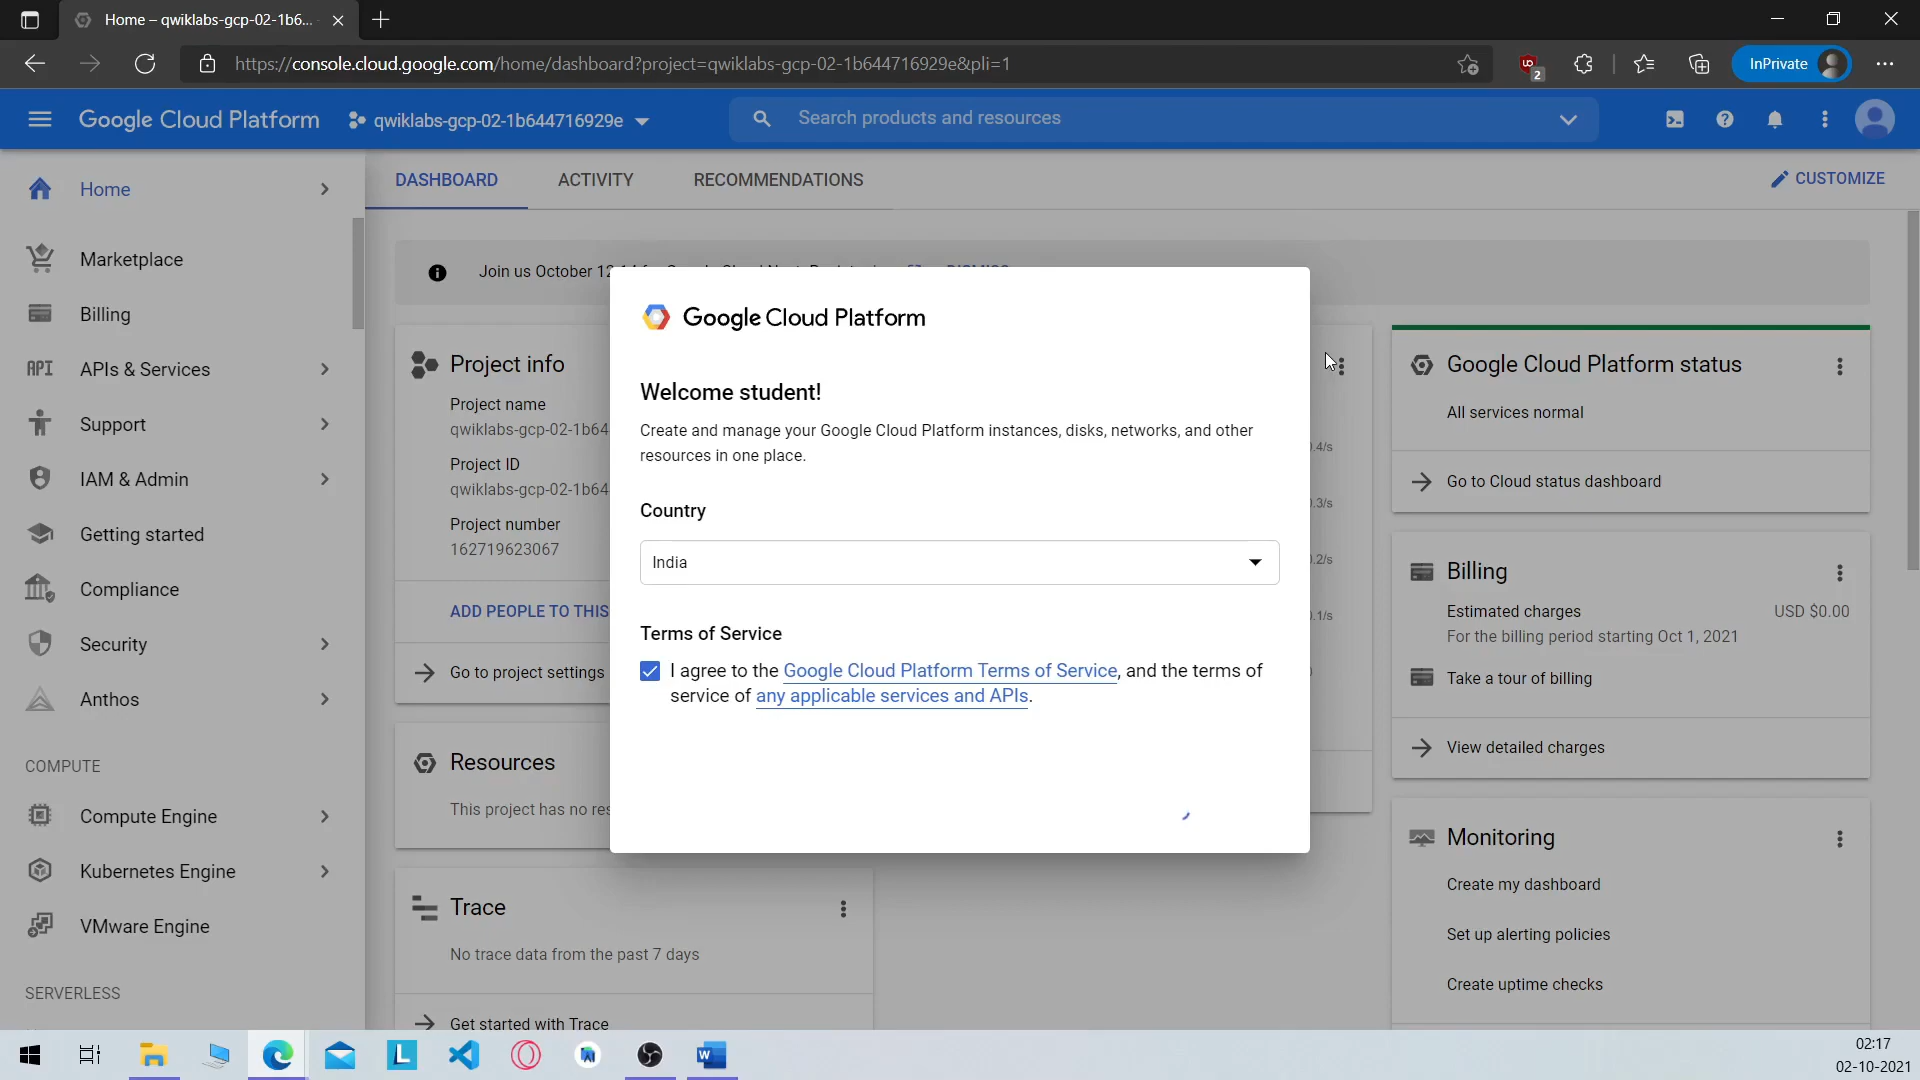 Home – qwiklabs-gcp-02-1b6...
https://console.cloud.google.com/home/dashboard?project=qwiklabs-gcp-02-1b644716929e&pli=1
2
InPrivate
Google Cloud Platform
qwiklabs-gcp-02-1b644716929e
Search products and resources
Home
Marketplace
Billing
API
APIs & Services
Support
IAM & Admin
Getting started
Compliance
Security
Anthos
COMPUTE
Compute Engine
Kubernetes Engine
VMware Engine
SERVERLESS
DASHBOARD
ACTIVITY
RECOMMENDATIONS
CUSTOMIZE
Join us October 12
Project info
Project name
qwiklabs-gcp-02-1b64
Project ID
qwiklabs-gcp-02-1b64
Project number
162719623067
ADD PEOPLE TO THIS
Go to project settings
Resources
This project has no res
Trace
No trace data from the past 7 days
Get started with Trace
Google Cloud Platform
Welcome student!
Create and manage your Google Cloud Platform instances, disks, networks, and other
resources in one place.
Country
India
Terms of Service
I agree to the Google Cloud Platform Terms of Service, and the terms of
service of any applicable services and APIs.
.4/s
.3/s
.2/s
.1/s
Google Cloud Platform status
All services normal
Go to Cloud status dashboard
Billing
Estimated charges
USD $0.00
For the billing period starting Oct 1, 2021
Take a tour of billing
View detailed charges
Monitoring
Create my dashboard
Set up alerting policies
Create uptime checks
L
W
02:17
02-10-2021